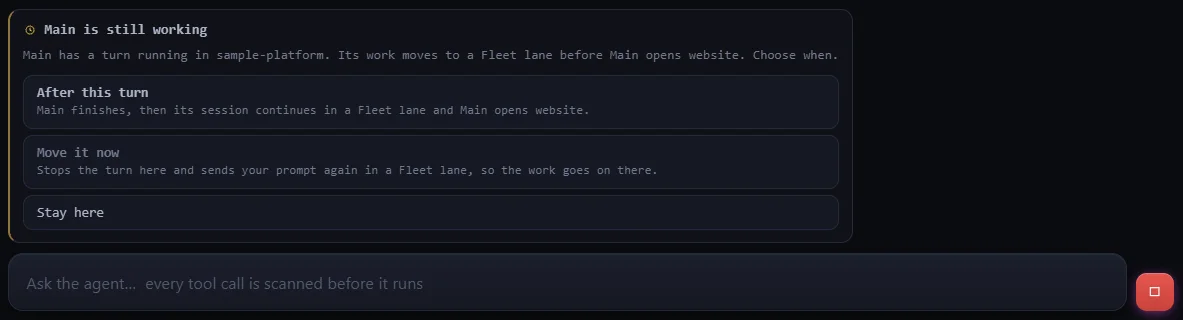 Main is still working
Main has a turn running in sample-platform. Its work moves to a Fleet lane before Main opens website. Choose when.
After this turn
Main finishes, then its session continues in a Fleet lane and Main opens website.
Move it now
Stops the turn here and sends your prompt again in a Fleet lane, so the work goes on there.
Stay here
Ask the agent... every tool call is scanned before it runs